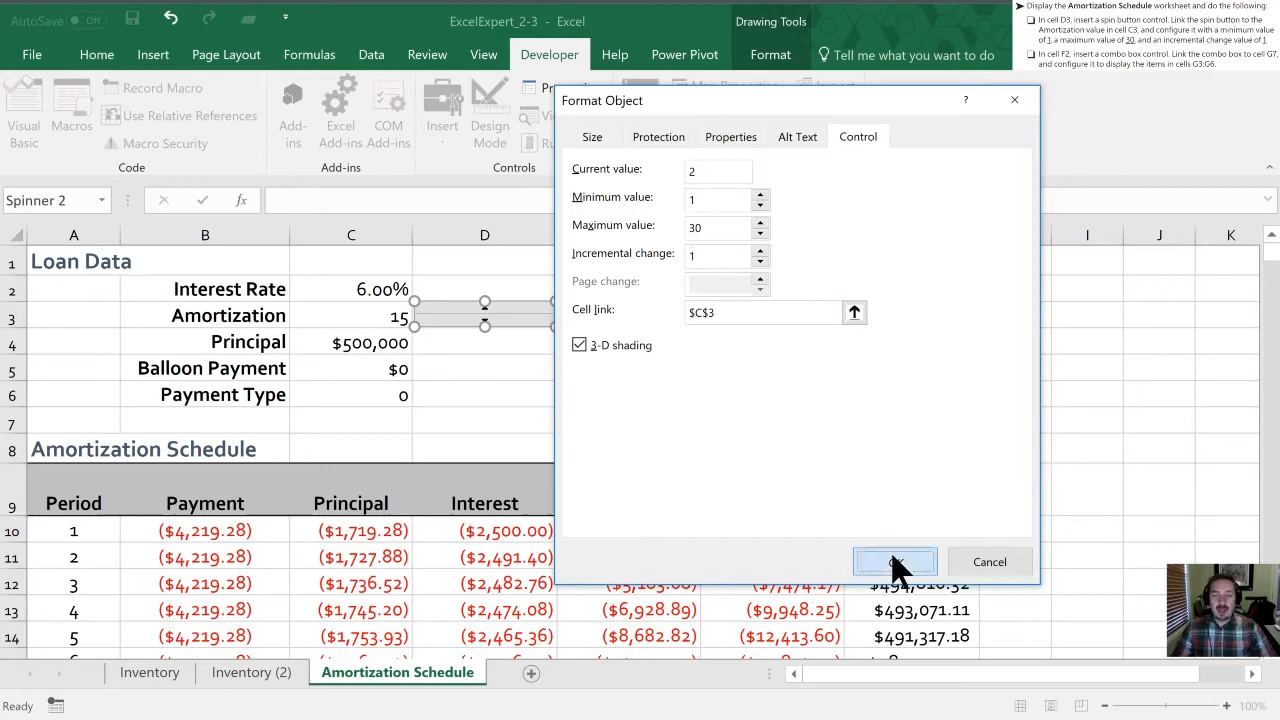 AutoSave Off
ExcelExpert_2-3 - Excel
Drawing Tools
Display the Amortization Schedule worksheet and do the following:
In cell D3, insert a spin button control. Link the spin button to the
Amortization value in cell C3, and configure it with a minimum value
of 1, a maximum value of 30, and an incremental change value of 1.
In cell F2, insert a combo box control. Link the combo box to cell G7,
and configure it to display the items in cells G3:G6.
File Home Insert Page Layout Formulas Data Review View Developer Help Power Pivot Format Tell me what you want to do
Visual Basic
Macros
Record Macro
Use Relative References
Macro Security
Code
Add-ins
Excel Add-ins
COM Add-ins
Add-ins
Insert
Design Mode
Controls
Spinner 2
fx
Format Object
?
Size Protection Properties Alt Text Control
Current value: 2
Minimum value: 1
Maximum value: 30
Incremental change: 1
Page change:
Cell link: $C$3
3-D shading
Cancel
A B C D I J K
1 Loan Data
2 Interest Rate 6.00%
3 Amortization 15
4 Principal $500,000
5 Balloon Payment $0
6 Payment Type 0
7
8 Amortization Schedule
9 Period Payment Principal Interest
10 1 ($4,219.28) ($1,719.28) ($2,500.00)
11 2 ($4,219.28) ($1,727.88) ($2,491.40)
12 3 ($4,219.28) ($1,736.52) ($2,482.76)
13 4 ($4,219.28) ($1,745.20) ($2,474.08) ($6,928.89) ($9,948.25) $493,071.11
14 5 ($4,219.28) ($1,753.93) ($2,465.36) ($8,682.82) ($12,413.60) $491,317.18
Inventory Inventory (2) Amortization Schedule
Ready
100%